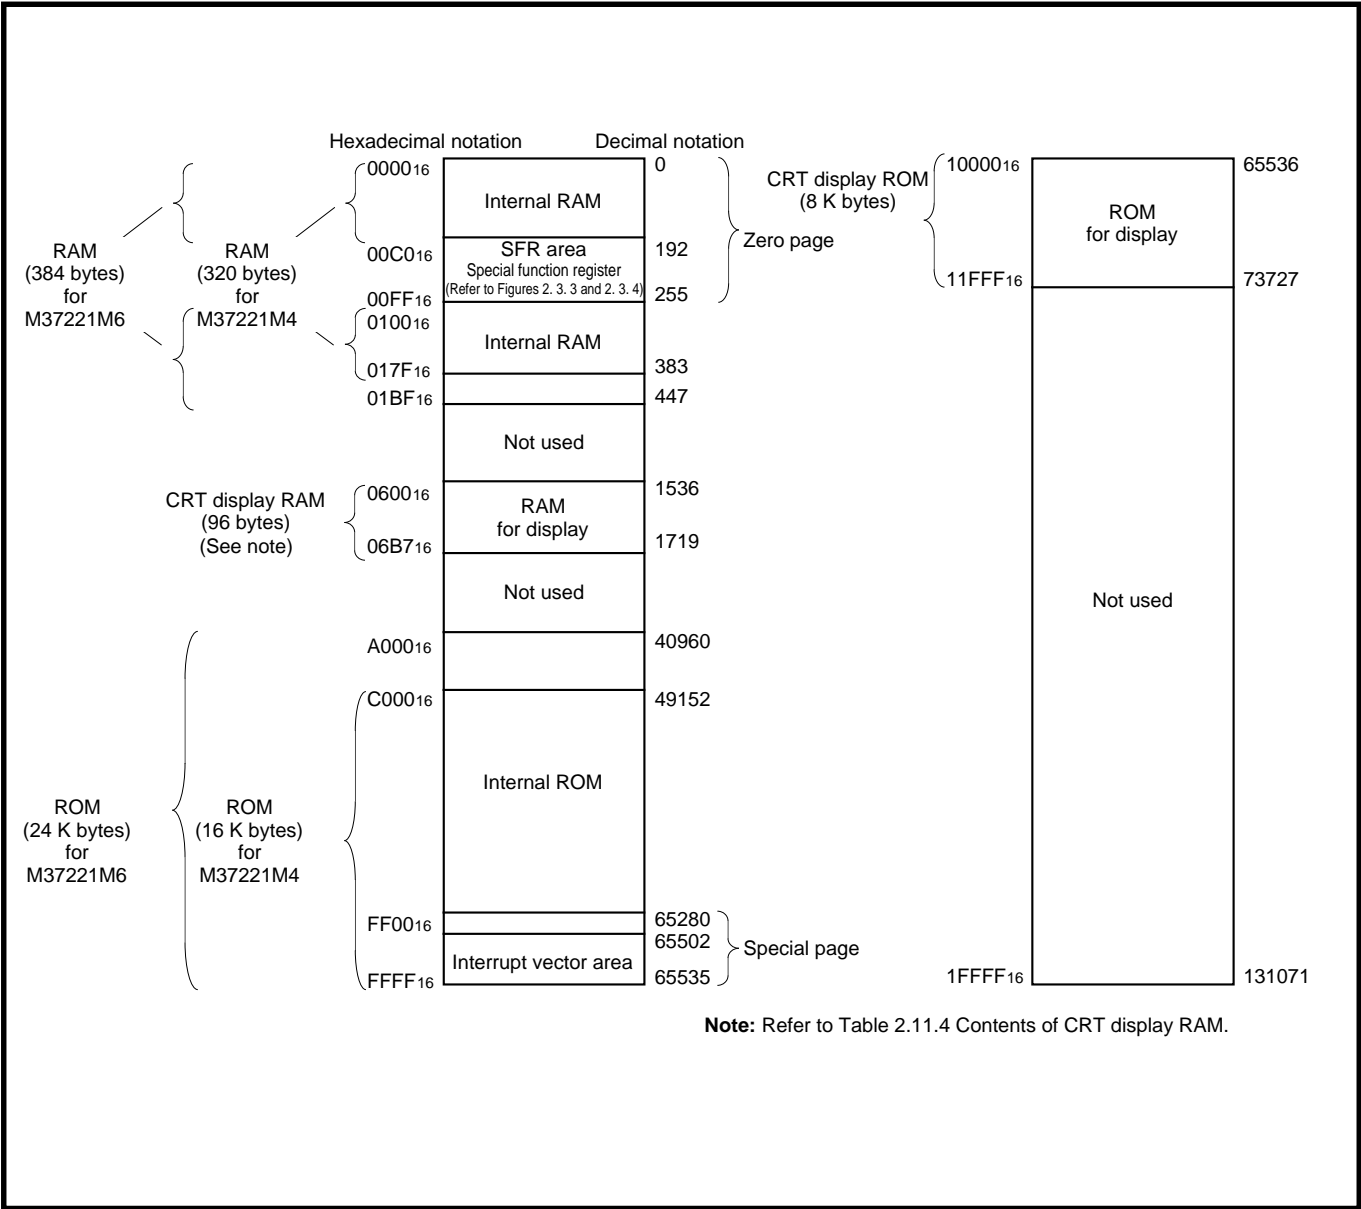 Hexadecimal notation
Decimal notation
RAM
(384 bytes)
for
M37221M6
RAM
(320 bytes)
for
M37221M4
000016
00C016
00FF16
010016
017F16
01BF16
Internal RAM
SFR area
Special function register
(Refer to Figures 2. 3. 3 and 2. 3. 4)
Internal RAM
Not used
0
192
255
383
447
Zero page
CRT display RAM
(96 bytes)
(See note)
060016
06B716
RAM
for display
1536
1719
Not used
ROM
(24 K bytes)
for
M37221M6
ROM
(16 K bytes)
for
M37221M4
A00016
C00016
FF0016
FFFF16
Internal ROM
Interrupt vector area
40960
49152
65280
65502
65535
Special page
CRT display ROM
(8 K bytes)
1000016
11FFF16
1FFFF16
ROM
for display
Not used
65536
73727
131071
Note: Refer to Table 2.11.4 Contents of CRT display RAM.